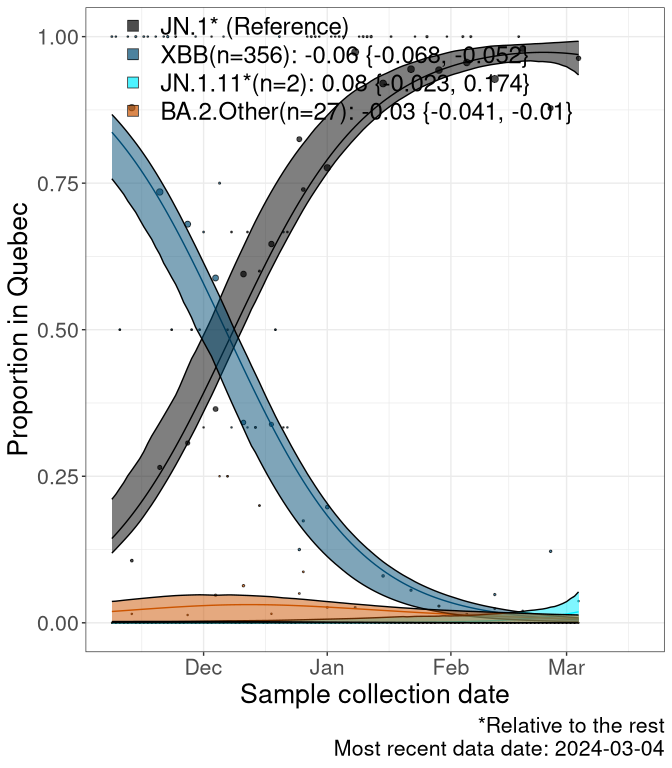 JN.1* (Reference)
XBB(n=356): -0.06 {-0.068, -0.052}
JN.1.11*(n=2): 0.08 {-0.023, 0.174}
BA.2.Other(n=27): -0.03 {-0.041, -0.01}
1.00
0.75
0.50
0.25
0.00
Proportion in Quebec
Dec Jan Feb Mar
Sample collection date
*Relative to the rest
Most recent data date: 2024-03-04